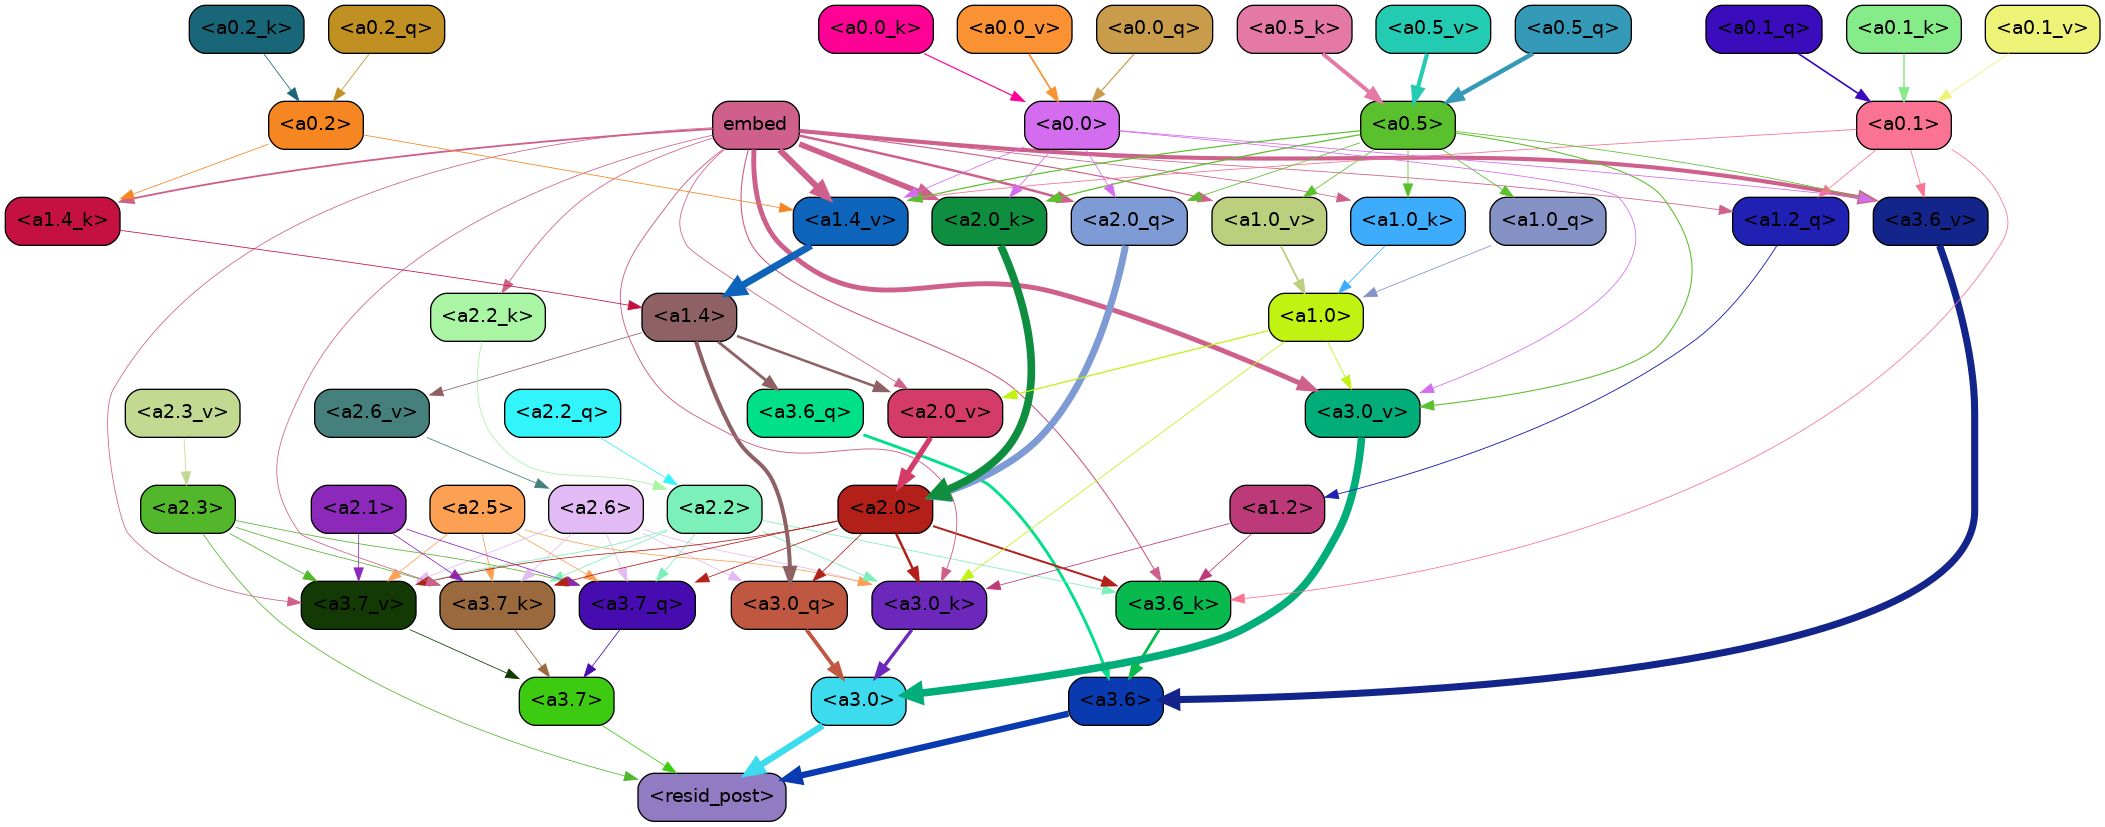 <a0.2_k> <a0.2_q> <a0.0_k> <a0.0_v> <a0.0_q> <a0.5_k> <a0.5_v> <a0.5_q> <a0.1_q> <a0.1_k> <a0.1_v>
<a0.2> embed <a0.0> <a0.5> <a0.1>
<a1.4_k> <a1.4_v> <a2.0_k> <a2.0_q> <a1.0_v> <a1.0_k> <a1.0_q> <a1.2_q> <a3.6_v>
<a2.2_k> <a1.4> <a1.0>
<a2.3_v> <a2.6_v> <a2.2_q> <a3.6_q> <a2.0_v> <a3.0_v>
<a2.3> <a2.1> <a2.5> <a2.6> <a2.2> <a2.0> <a1.2>
<a3.7_v> <a3.7_k> <a3.7_q> <a3.0_q> <a3.0_k> <a3.6_k>
<a3.7> <a3.0> <a3.6>
<resid_post>